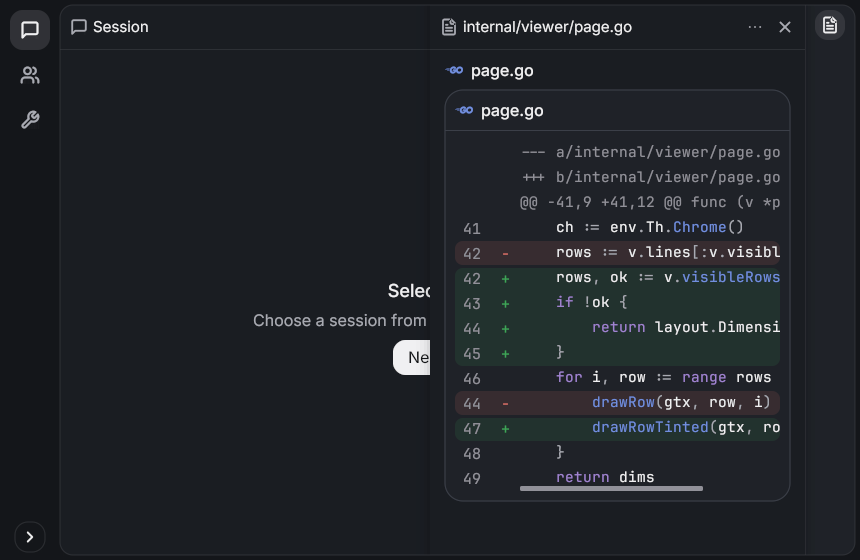 Session
internal/viewer/page.go
page.go
page.go
--- a/internal/viewer/page.go
+++ b/internal/viewer/page.go
@@ -41,9 +41,12 @@ func (v *p
41 ch := env.Th.Chrome()
42 - rows := v.lines[:v.visibl
42 + rows, ok := v.visibleRows
43 + if !ok {
44 + return layout.Dimensi
45 + }
46 for i, row := range rows
44 - drawRow(gtx, row, i)
47 + drawRowTinted(gtx, ro
48 }
49 return dims
Selec
Choose a session from
Ne